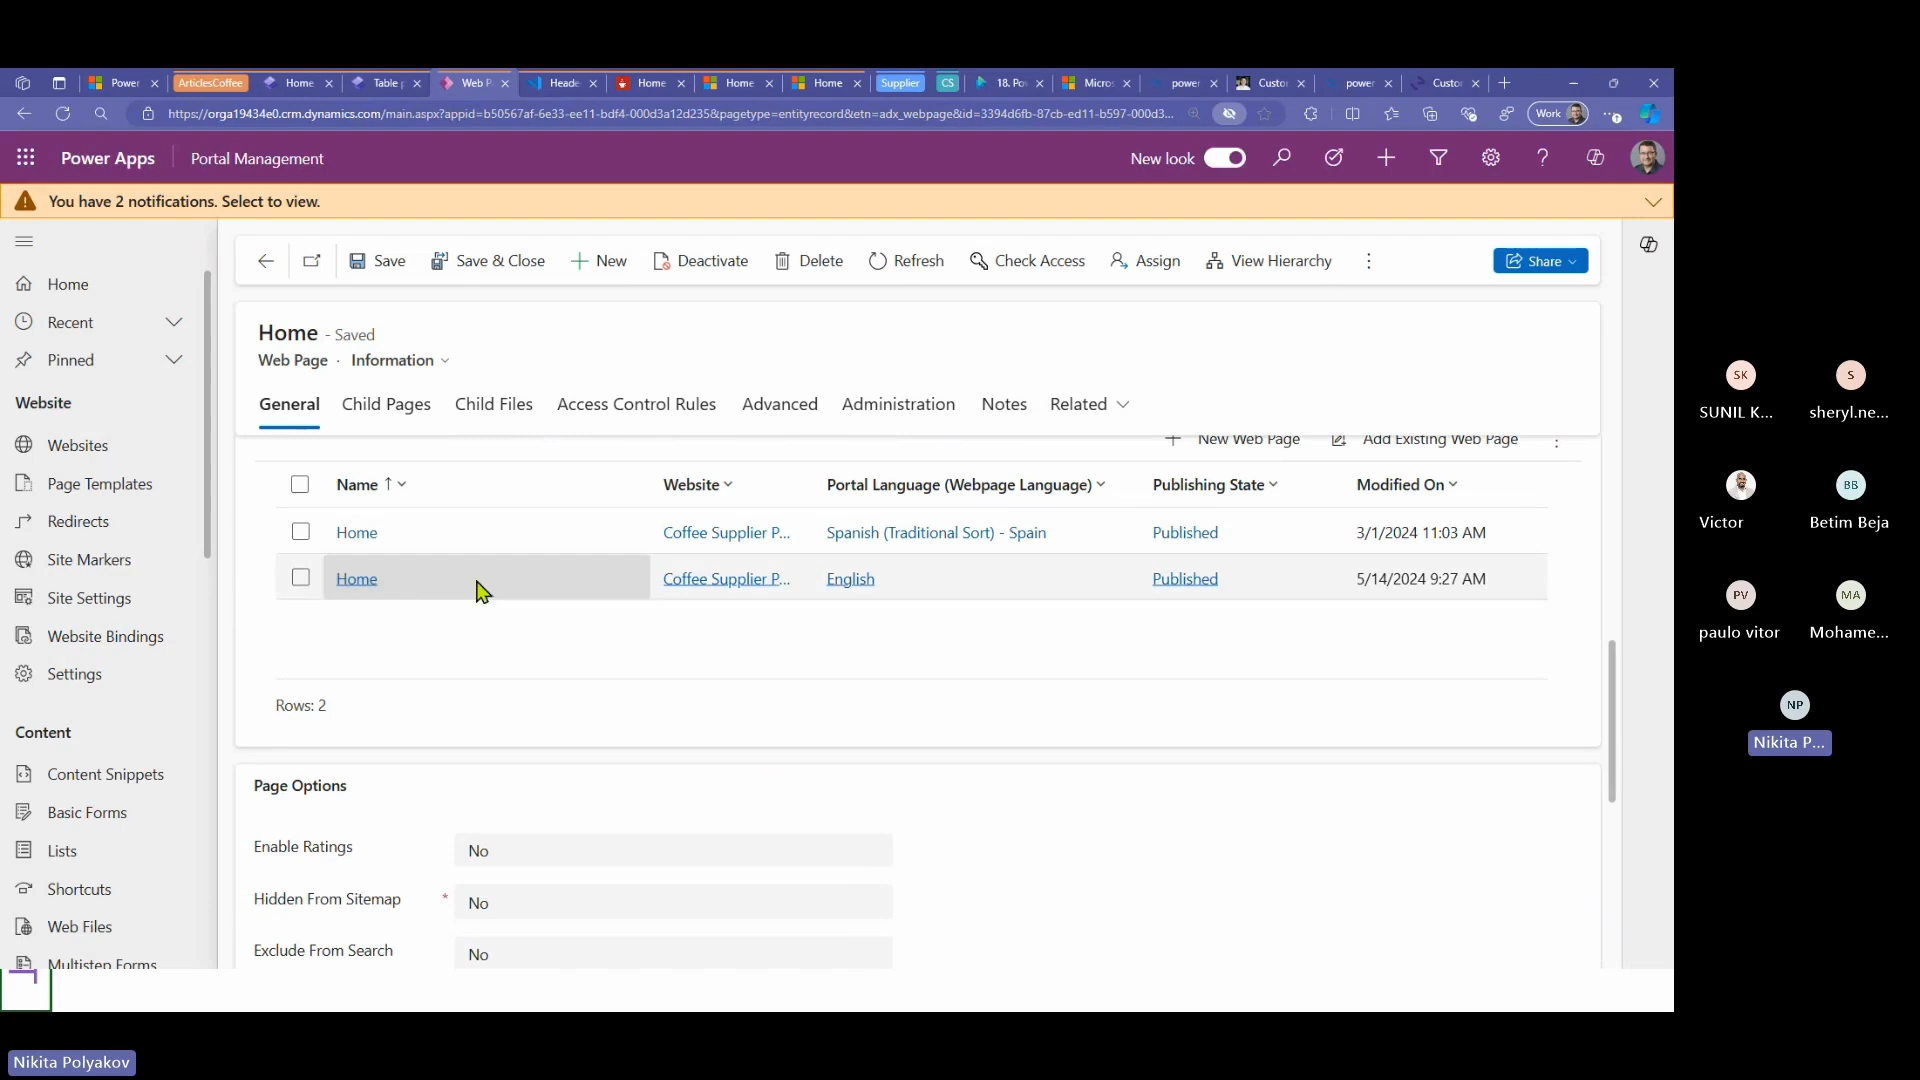 Power
ArticlesCoffee
Home
Table p
Web P
Heade
Home
Home
Home
Supplier
CS
18. Po
Micros
power
Custor
power
Custor
https://orga19434e0.crm.dynamics.com/main.aspx?appid=b50567af-6e33-ee11-bdf4-000d3a12d235&pagetype=entityrecord&etn=adx_webpage&id=3394d6fb-87cb-ed11-b597-000d3...
Work
Power Apps
Portal Management
New look
You have 2 notifications. Select to view.
Home
Recent
Pinned
Website
Websites
Page Templates
Redirects
Site Markers
Site Settings
Website Bindings
Settings
Content
Content Snippets
Basic Forms
Lists
Shortcuts
Web Files
Multistep Forms
Save
Save & Close
New
Deactivate
Delete
Refresh
Check Access
Assign
View Hierarchy
Share
Home - Saved
Web Page · Information
General
Child Pages
Child Files
Access Control Rules
Advanced
Administration
Notes
Related
New Web Page
Add Existing Web Page
Name
Website
Portal Language (Webpage Language)
Publishing State
Modified On
Home
Coffee Supplier P...
Spanish (Traditional Sort) - Spain
Published
3/1/2024 11:03 AM
Home
Coffee Supplier P...
English
Published
5/14/2024 9:27 AM
Rows: 2
Page Options
Enable Ratings
No
Hidden From Sitemap *
No
Exclude From Search
No
SK
SUNIL K...
S
sheryl.ne...
Victor
BB
Betim Beja
PV
paulo vitor
MA
Mohame...
NP
Nikita P...
Nikita Polyakov